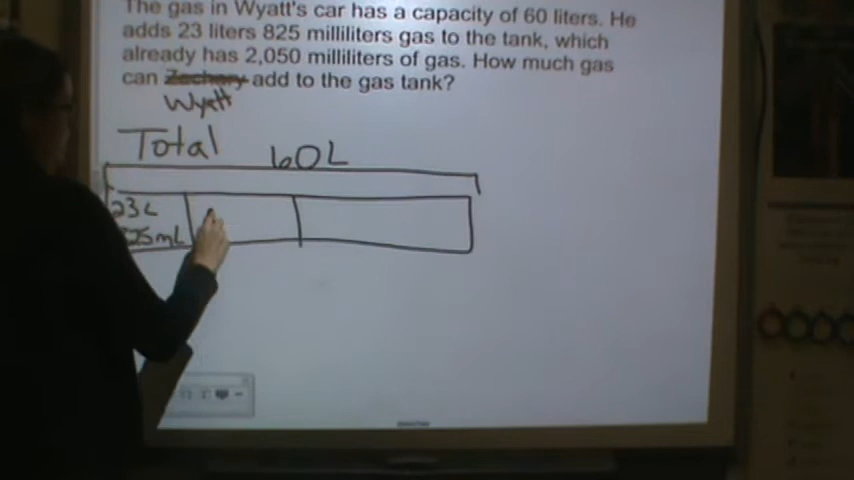 The gas in Wyatt's car has a capacity of 60 liters. He
adds 23 liters 825 milliliters gas to the tank, which
already has 2,050 milliliters of gas. How much gas
can Zachary add to the gas tank?
Wyatt
Total 60L
23L
825mL